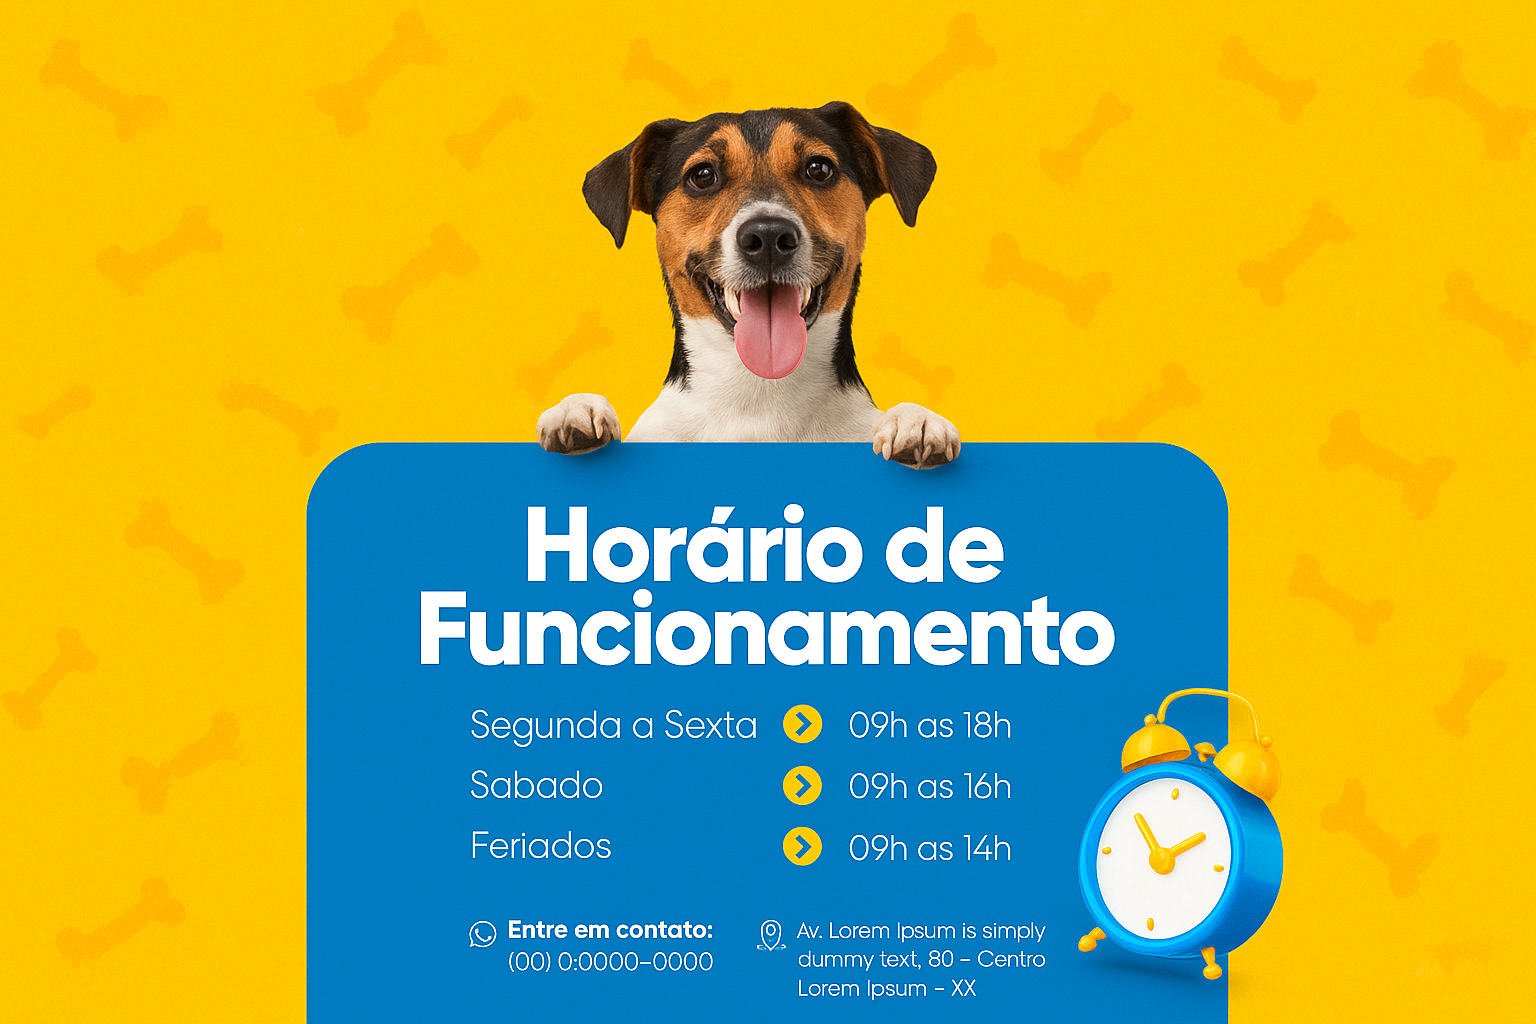 Horário de
Funcionamento
Segunda a Sexta 09h as 18h
Sabado 09h as 16h
Feriados 09h as 14h
Entre em contato:
(00) 0:0000-0000
Av. Lorem Ipsum is simply
dummy text, 80 - Centro
Lorem Ipsum - XX